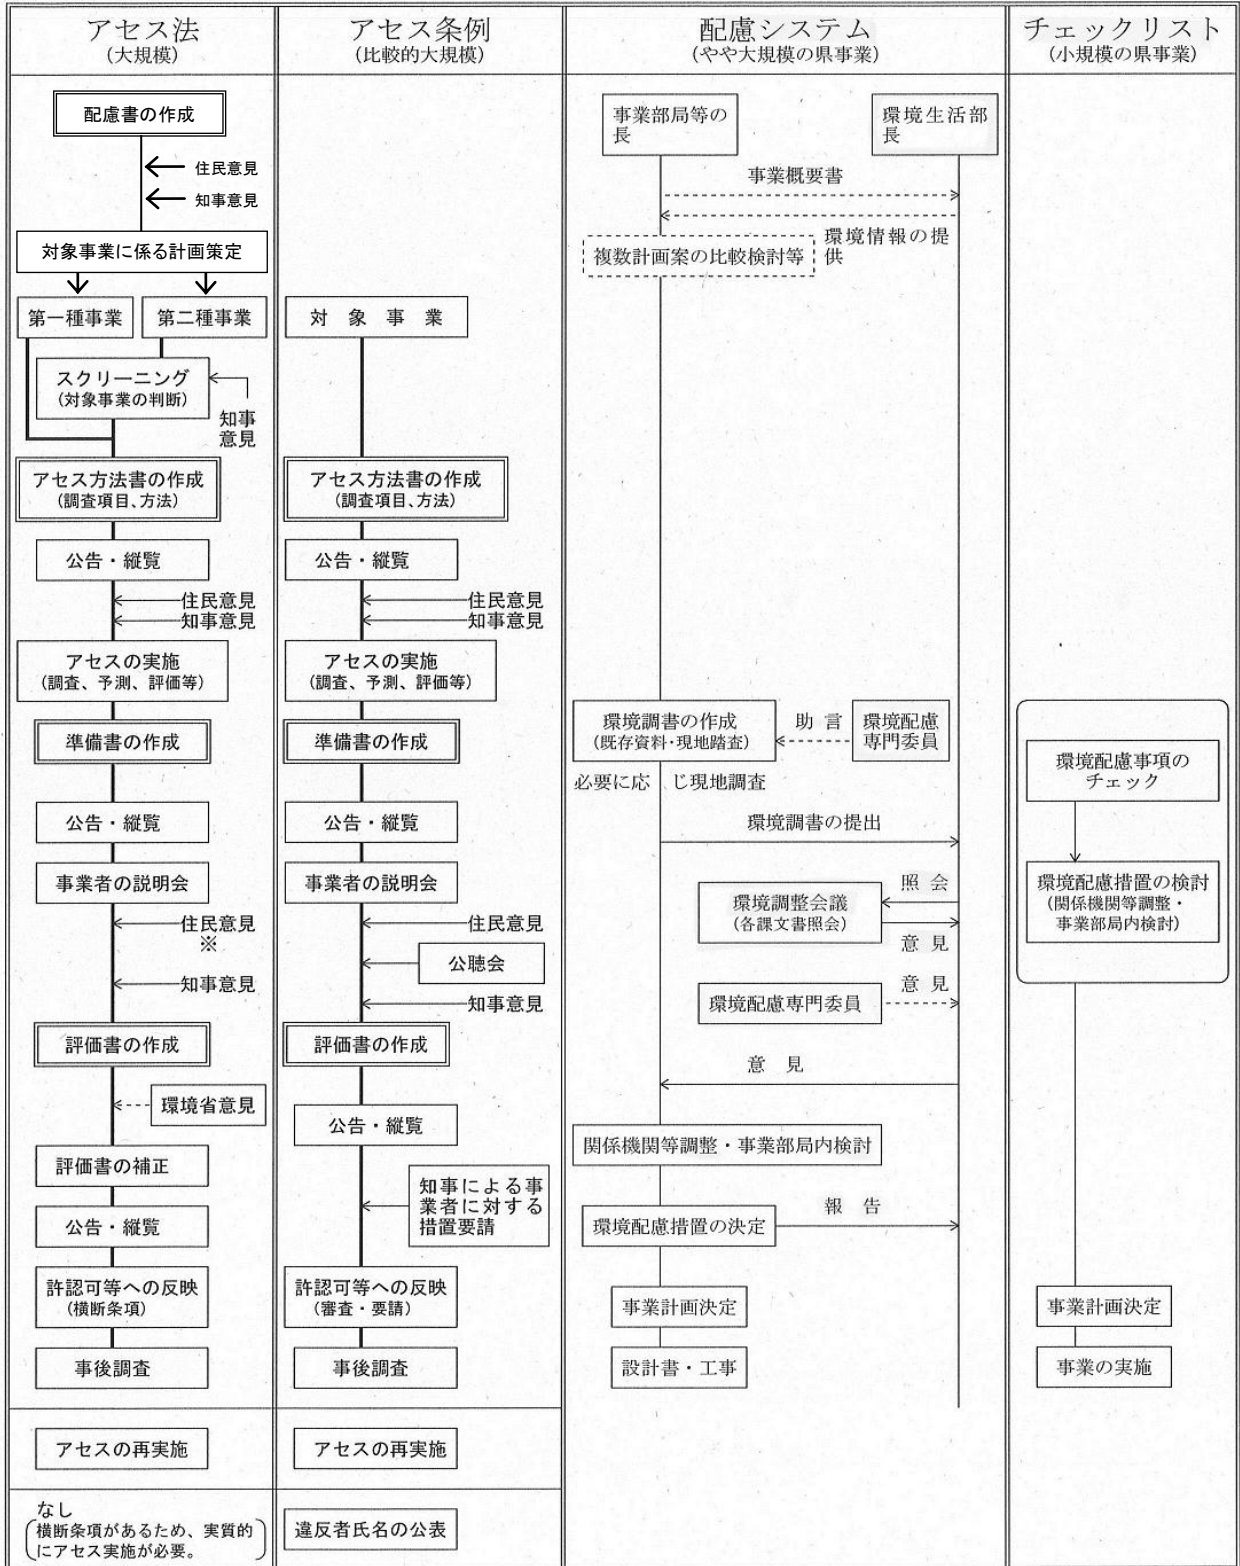 アセス法
(大規模)
配慮書の作成
住民意見
知事意見
対象事業に係る計画策定
第一種事業
第二種事業
スクリーニング
(対象事業の判断)
知事
意見
アセス方法書の作成
(調査項目、方法)
公告・縦覧
住民意見
知事意見
アセスの実施
(調査、予測、評価等)
準備書の作成
公告・縦覧
事業者の説明会
住民意見
※
知事意見
評価書の作成
環境省意見
評価書の補正
公告・縦覧
許認可等への反映
(横断条項)
事後調査
アセスの再実施
なし
横断条項があるため、実質的
にアセス実施が必要。
アセス条例
(比較的大規模)
対象事業
アセス方法書の作成
(調査項目、方法)
公告・縦覧
住民意見
知事意見
アセスの実施
(調査、予測、評価等)
準備書の作成
公告・縦覧
事業者の説明会
住民意見
公聴会
知事意見
評価書の作成
公告・縦覧
知事による事
業者に対する
措置要請
許認可等への反映
(審査・要請)
事後調査
アセスの再実施
違反者氏名の公表
配慮システム
(やや大規模の県事業)
事業部局等の
長
環境生活部
長
事業概要書
環境情報の提
供
複数計画案の比較検討等
環境調書の作成
(既存資料・現地踏査)
助言
環境配慮
専門委員
必要に応じ現地調査
環境調書の提出
照会
環境調整会議
(各課文書照会)
意見
意見
環境配慮専門委員
意見
関係機関等調整・事業部局内検討
環境配慮措置の決定
報告
事業計画決定
設計書・工事
チェックリスト
(小規模の県事業)
環境配慮事項の
チェック
環境配慮措置の検討
(関係機関等調整・
事業部局内検討)
事業計画決定
事業の実施